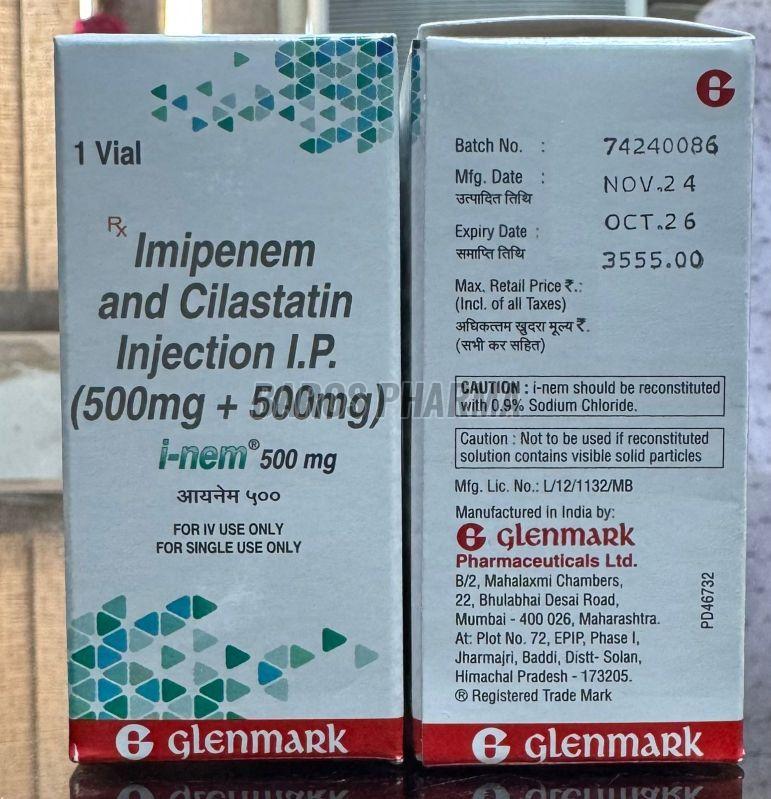 1 Vial
Rx
Imipenem
and Cilastatin
Injection I.P.
(500mg + 500mg)
i-nem® 500 mg
आयनेम ५००
FOR IV USE ONLY
FOR SINGLE USE ONLY
GLENMARK
Batch No. : 74240086
Mfg. Date : NOV.24
उत्पादित तिथि
Expiry Date : OCT.26
समाप्ति तिथि
3555.00
Max. Retail Price ₹.:
(Incl. of all Taxes)
अधिकत्तम खुदरा मूल्य ₹.
(सभी कर सहित)
CAUTION : i-nem should be reconstituted
with 0.9% Sodium Chloride.
Caution : Not to be used if reconstituted
solution contains visible solid particles
Mfg. Lic. No.: L/12/1132/MB
Manufactured in India by:
GLENMARK
Pharmaceuticals Ltd.
B/2, Mahalaxmi Chambers,
22, Bhulabhai Desai Road,
Mumbai - 400 026, Maharashtra.
At: Plot No. 72, EPIP, Phase I,
Jharmajri, Baddi, Distt- Solan,
Himachal Pradesh - 173205.
® Registered Trade Mark
PD46732
GLENMARK